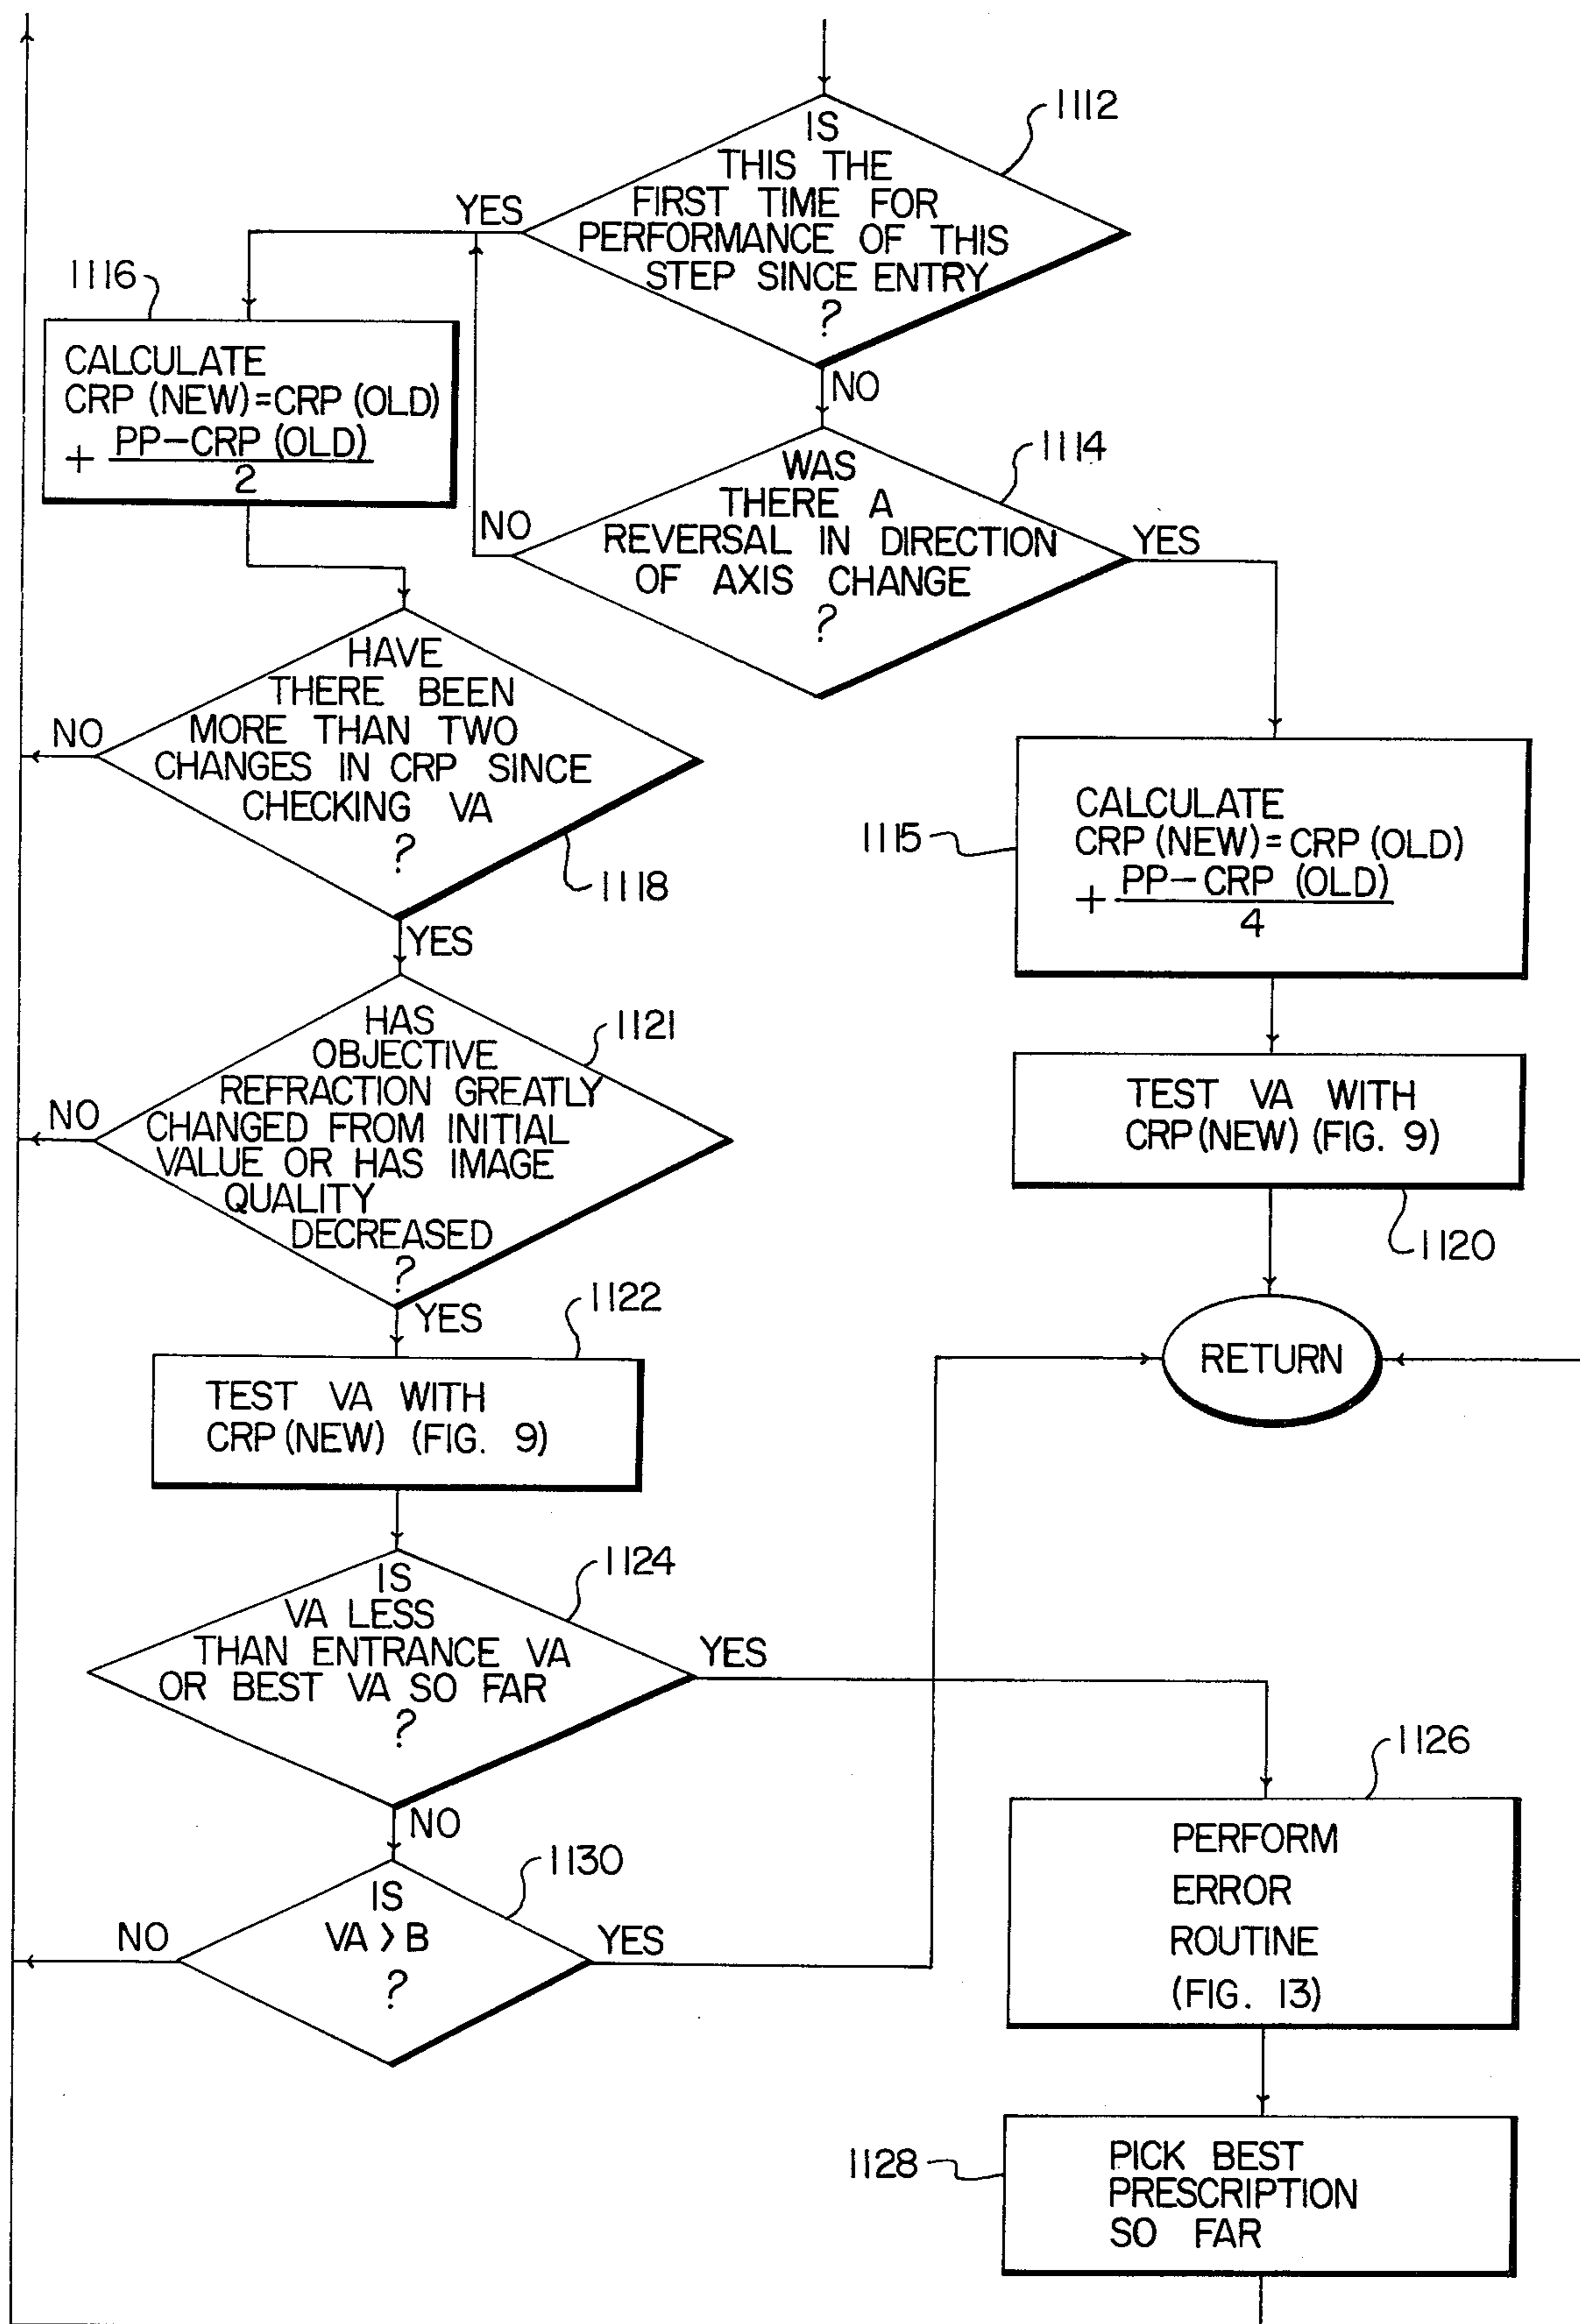 1112
IS
THIS THE
FIRST TIME FOR
PERFORMANCE OF THIS
STEP SINCE ENTRY
?
YES
NO
1116
CALCULATE
CRP (NEW)=CRP (OLD)
+ PP-CRP (OLD)
2
1114
WAS
THERE A
REVERSAL IN DIRECTION
OF AXIS CHANGE
?
NO
YES
HAVE
THERE BEEN
MORE THAN TWO
CHANGES IN CRP SINCE
CHECKING VA
?
NO
1118
YES
1115
CALCULATE
CRP (NEW)= CRP (OLD)
+ PP- CRP (OLD)
4
HAS
OBJECTIVE
REFRACTION GREATLY
CHANGED FROM INITIAL
VALUE OR HAS IMAGE
QUALITY
DECREASED
?
1121
NO
YES
TEST VA WITH
CRP(NEW) (FIG. 9)
1120
1122
TEST VA WITH
CRP (NEW) (FIG. 9)
RETURN
1124
IS
VA LESS
THAN ENTRANCE VA
OR BEST VA SO FAR
?
YES
NO
1126
PERFORM
ERROR
ROUTINE
(FIG. 13)
1130
IS
VA > B
?
NO
YES
1128
PICK BEST
PRESCRIPTION
SO FAR